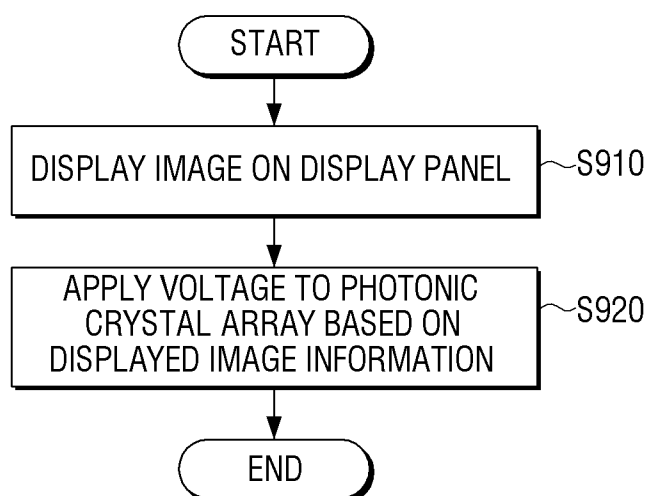 START
DISPLAY IMAGE ON DISPLAY PANEL
S910
APPLY VOLTAGE TO PHOTONIC
CRYSTAL ARRAY BASED ON
DISPLAYED IMAGE INFORMATION
S920
END